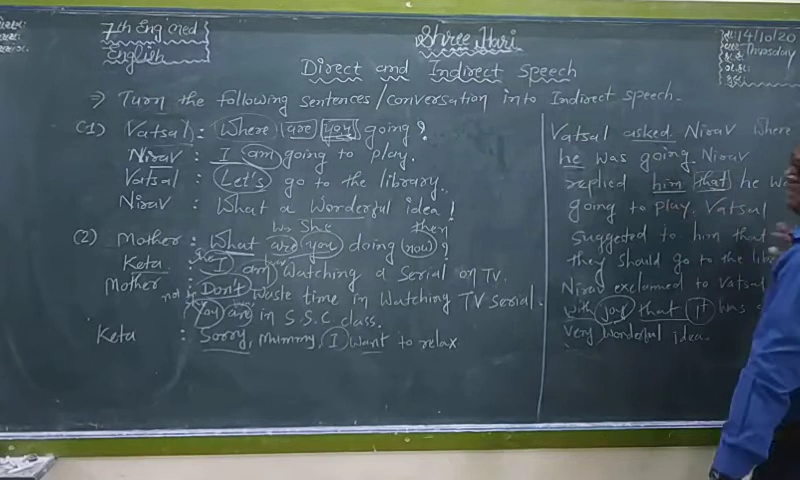 7th Eng med
Shree Hari
14/10/20
English
Thursday
Direct and Indirect speech
⇒ Turn the following sentences/conversation into Indirect speech.
(1) Vatsal : Where are you going?
Nirav : I am going to play.
Vatsal : Let's go to the library.
Nirav : What a Wonderful idea!
was She then
(2) Mother : What are you doing now?
she
Keta : I am Watching a Serial on TV.
not
Mother : Don't waste time in watching TV serial.
You are in S.S.C class.
Keta : Sorry, Mummy, I want to relax
Vatsal asked Nirav Where
he was going. Nirav
replied him that he
going to play. Vatsal
suggested to him that
they should go to the
Nirav exclaimed to Vatsal
with joy that it was
very wonderful idea.